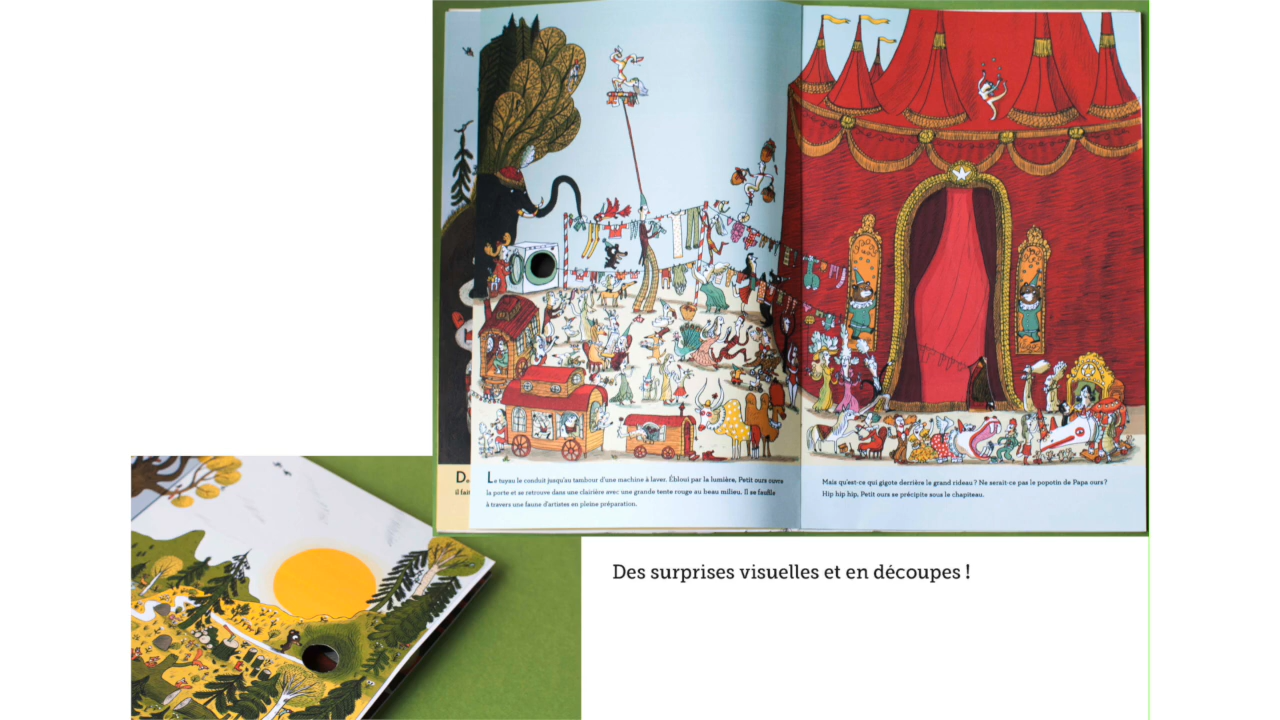 D
il fai
Le tuyau le conduit jusqu'au tambour d'une machine à laver. Ébloui par la lumière, Petit ours ouvre
la porte et se retrouve dans une clairière avec une grande tente rouge au beau milieu. Il se faufile
à travers une faune d'artistes en pleine préparation.
Mais qu'est-ce qui gigote derrière le grand rideau ? Ne serait-ce pas le popotin de Papa ours ?
Hip hip hip, Petit ours se précipite sous le chapiteau.
Des surprises visuelles et en découpes !